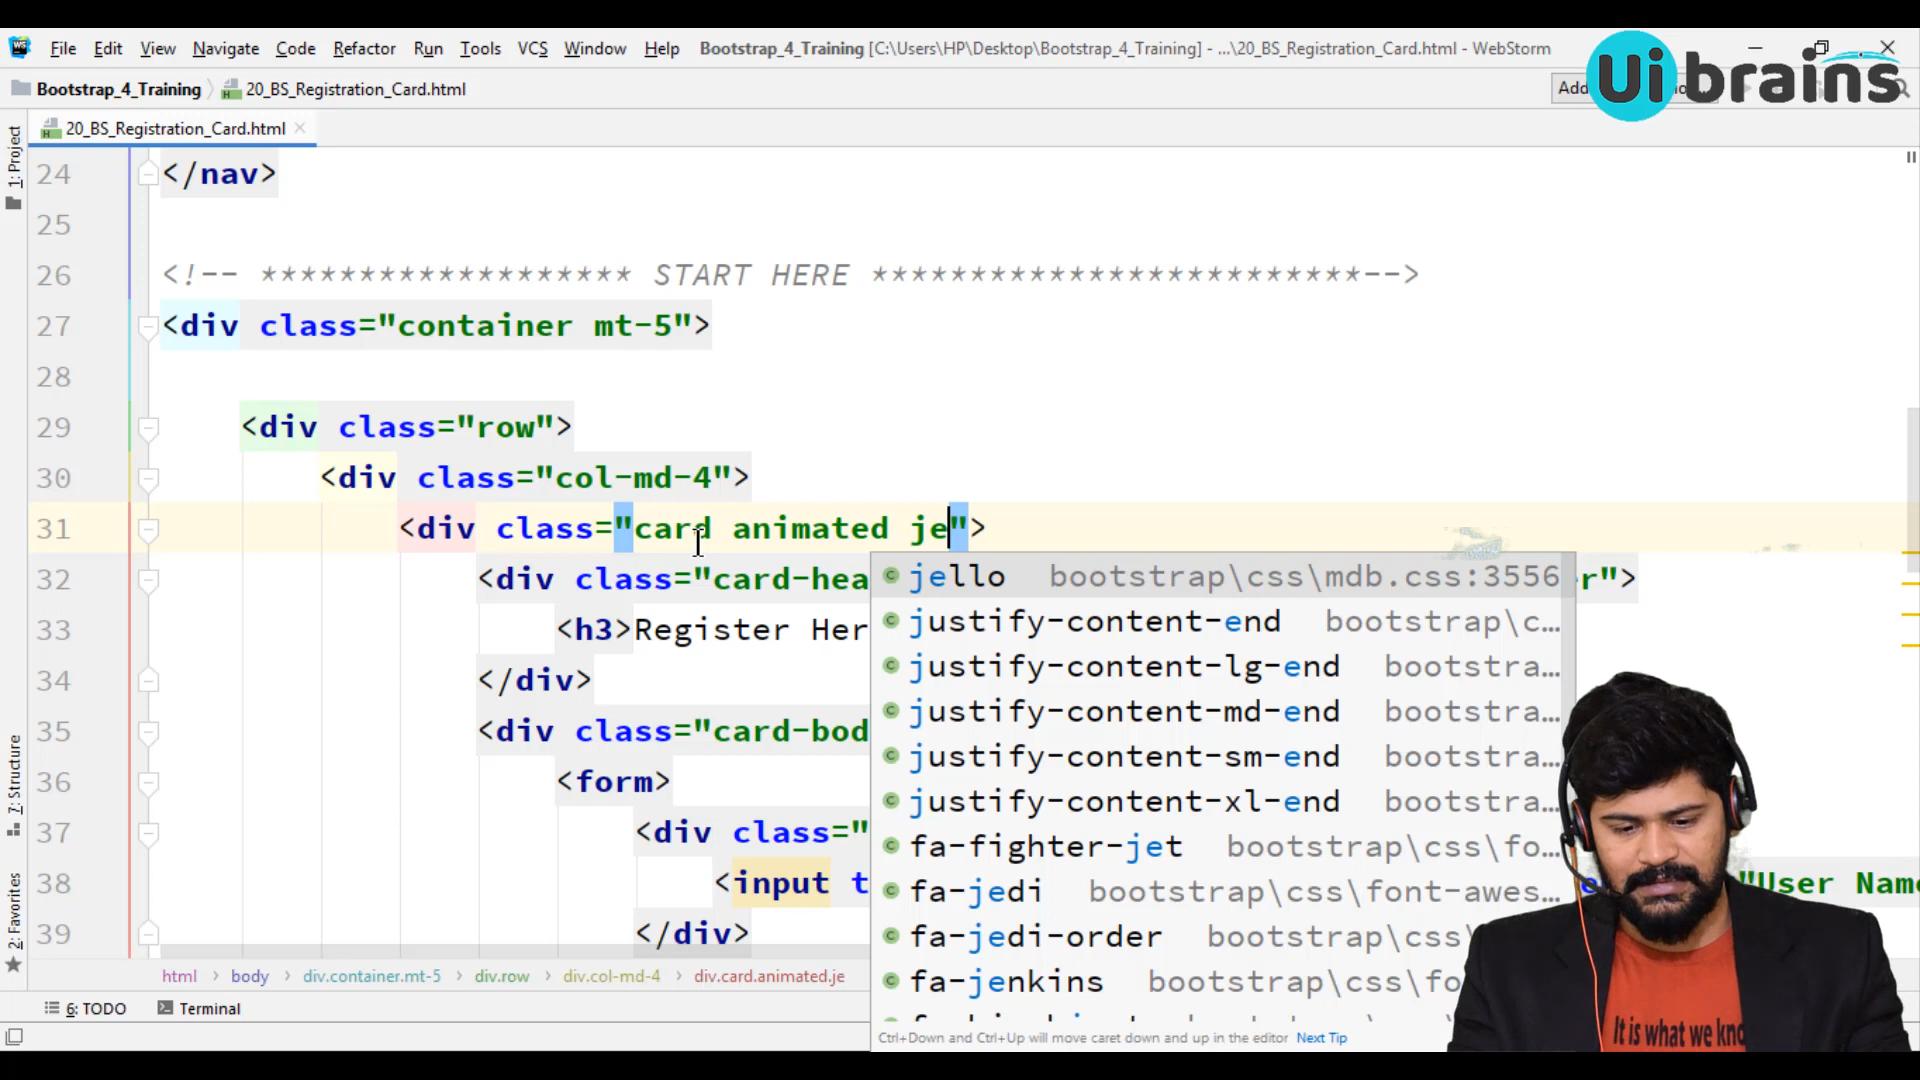 File Edit View Navigate Code Refactor Run Tools VCS Window Help Bootstrap_4_Training [C:\Users\HP\Desktop\Bootstrap_4_Training] - ...\20_BS_Registration_Card.html - WebStorm
Ui brains
Bootstrap_4_Training 20_BS_Registration_Card.html Add
20_BS_Registration_Card.html
1: Project
7: Structure
2: Favorites
24 </nav>
25
26 <!-- ******************* START HERE *************************-->
27 <div class="container mt-5">
28
29 <div class="row">
30 <div class="col-md-4">
31 <div class="card animated je">
32 <div class="card-hea r">
33 <h3>Register Her
34 </div>
35 <div class="card-bod
36 <form>
37 <div class="
38 <input t "User Nam
39 </div>
jello bootstrap\css\mdb.css:3556
justify-content-end bootstrap\c...
justify-content-lg-end bootstra...
justify-content-md-end bootstra...
justify-content-sm-end bootstra...
justify-content-xl-end bootstra...
fa-fighter-jet bootstrap\css\fo...
fa-jedi bootstrap\css\font-awes...
fa-jedi-order bootstrap\css\
fa-jenkins bootstrap\css\fo
Ctrl+Down and Ctrl+Up will move caret down and up in the editor Next Tip
html body div.container.mt-5 div.row div.col-md-4 div.card.animated.je
6: TODO Terminal
It is what we kno